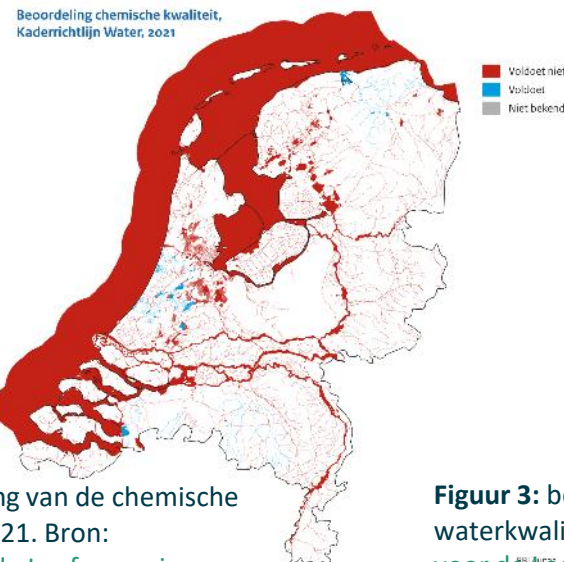 Beoordeling chemische kwaliteit,
Kaderrichtlijn Water, 2021
Voldoet niet
Voldoet
Niet bekend
ng van de chemische
21. Bron:
Figuur 3: be
waterkwali